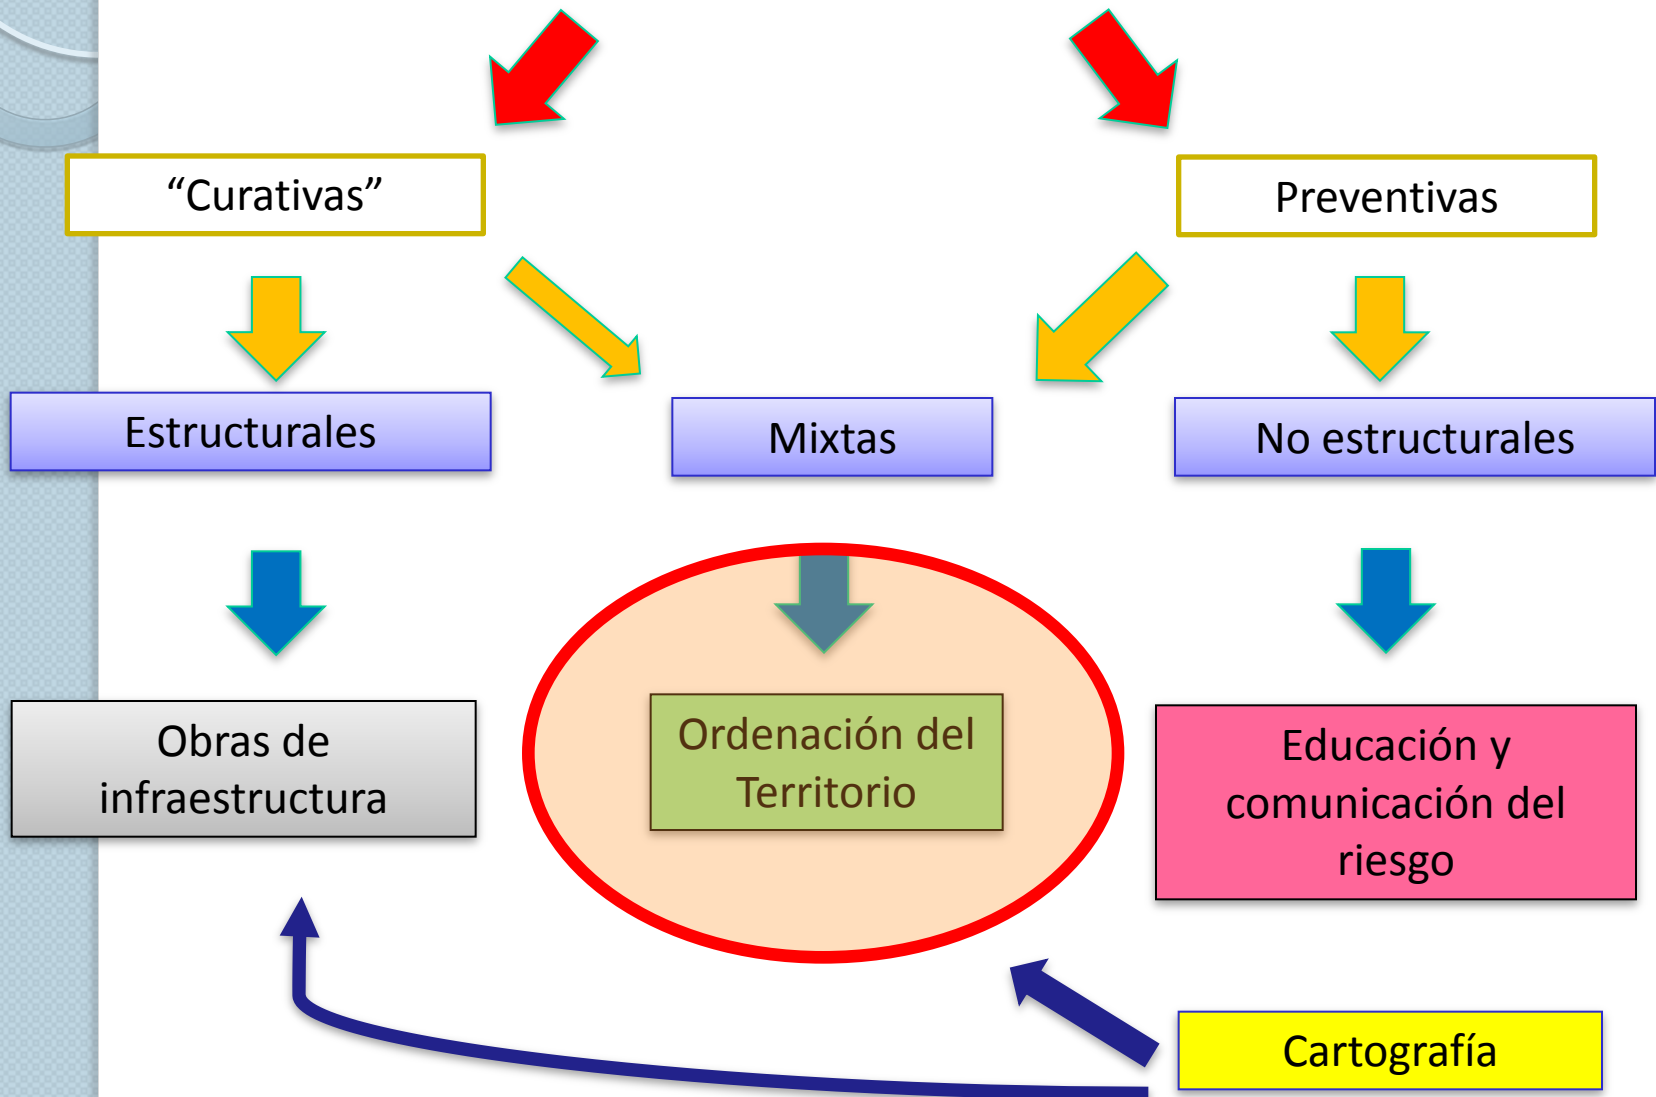 “Curativas”
Preventivas
Estructurales
Mixtas
No estructurales
Obras de
infraestructura
Ordenación del
Territorio
Educación y
comunicación del
riesgo
Cartografía